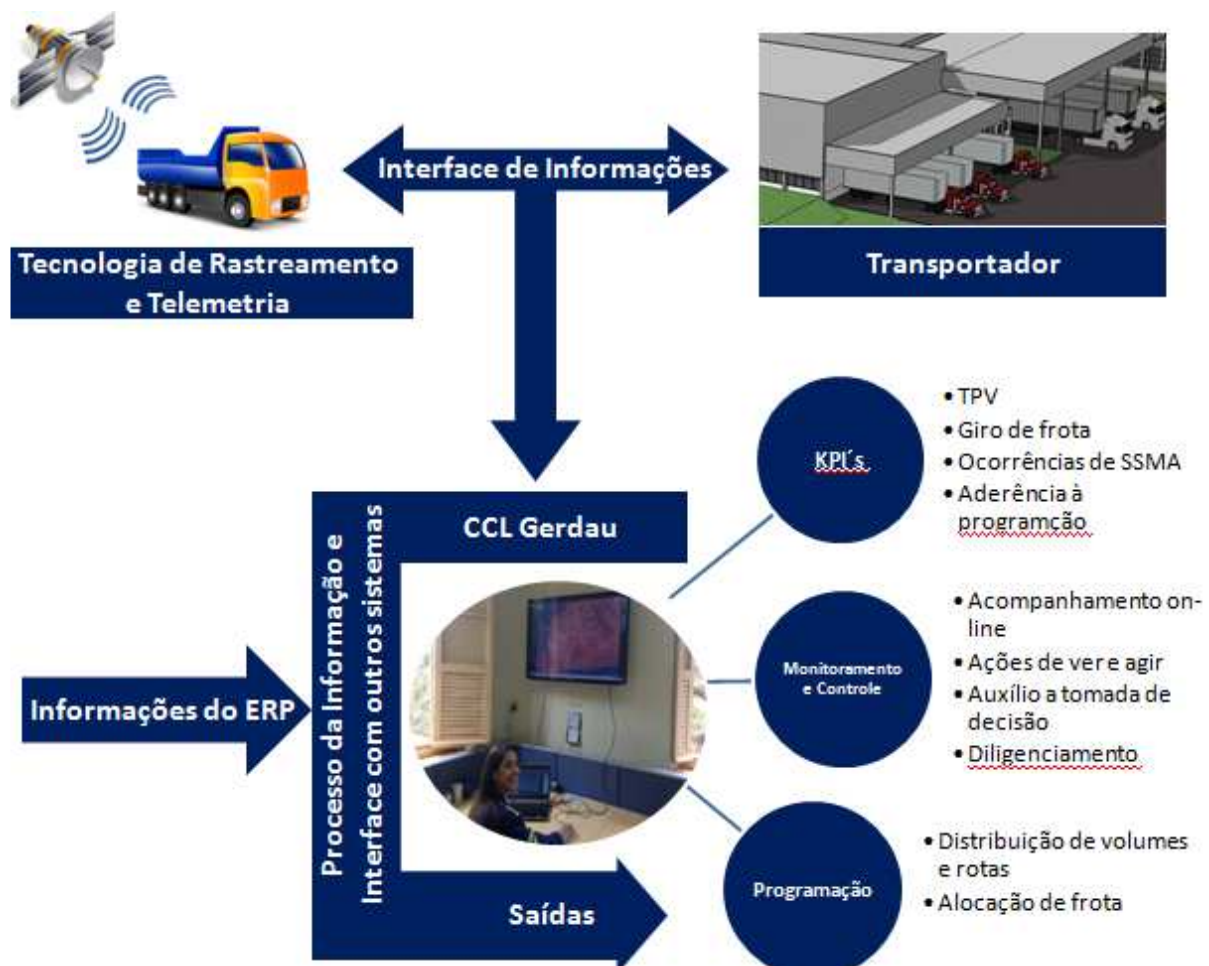 Interface de Informações
Tecnologia de Rastreamento
e Telemetria
Transportador
KPI´s
• TPV
• Giro de frota
• Ocorrências de SSMA
• Aderência à
programção
CCL Gerdau
Processo da Informação e
Interface com outros sistemas
Informações do ERP
Monitoramento
e Controle
• Acompanhamento on-
line
• Ações de ver e agir
• Auxílio a tomada de
decisão
• Diligenciamento
Programação
• Distribuição de volumes
e rotas
• Alocação de frota
Saídas